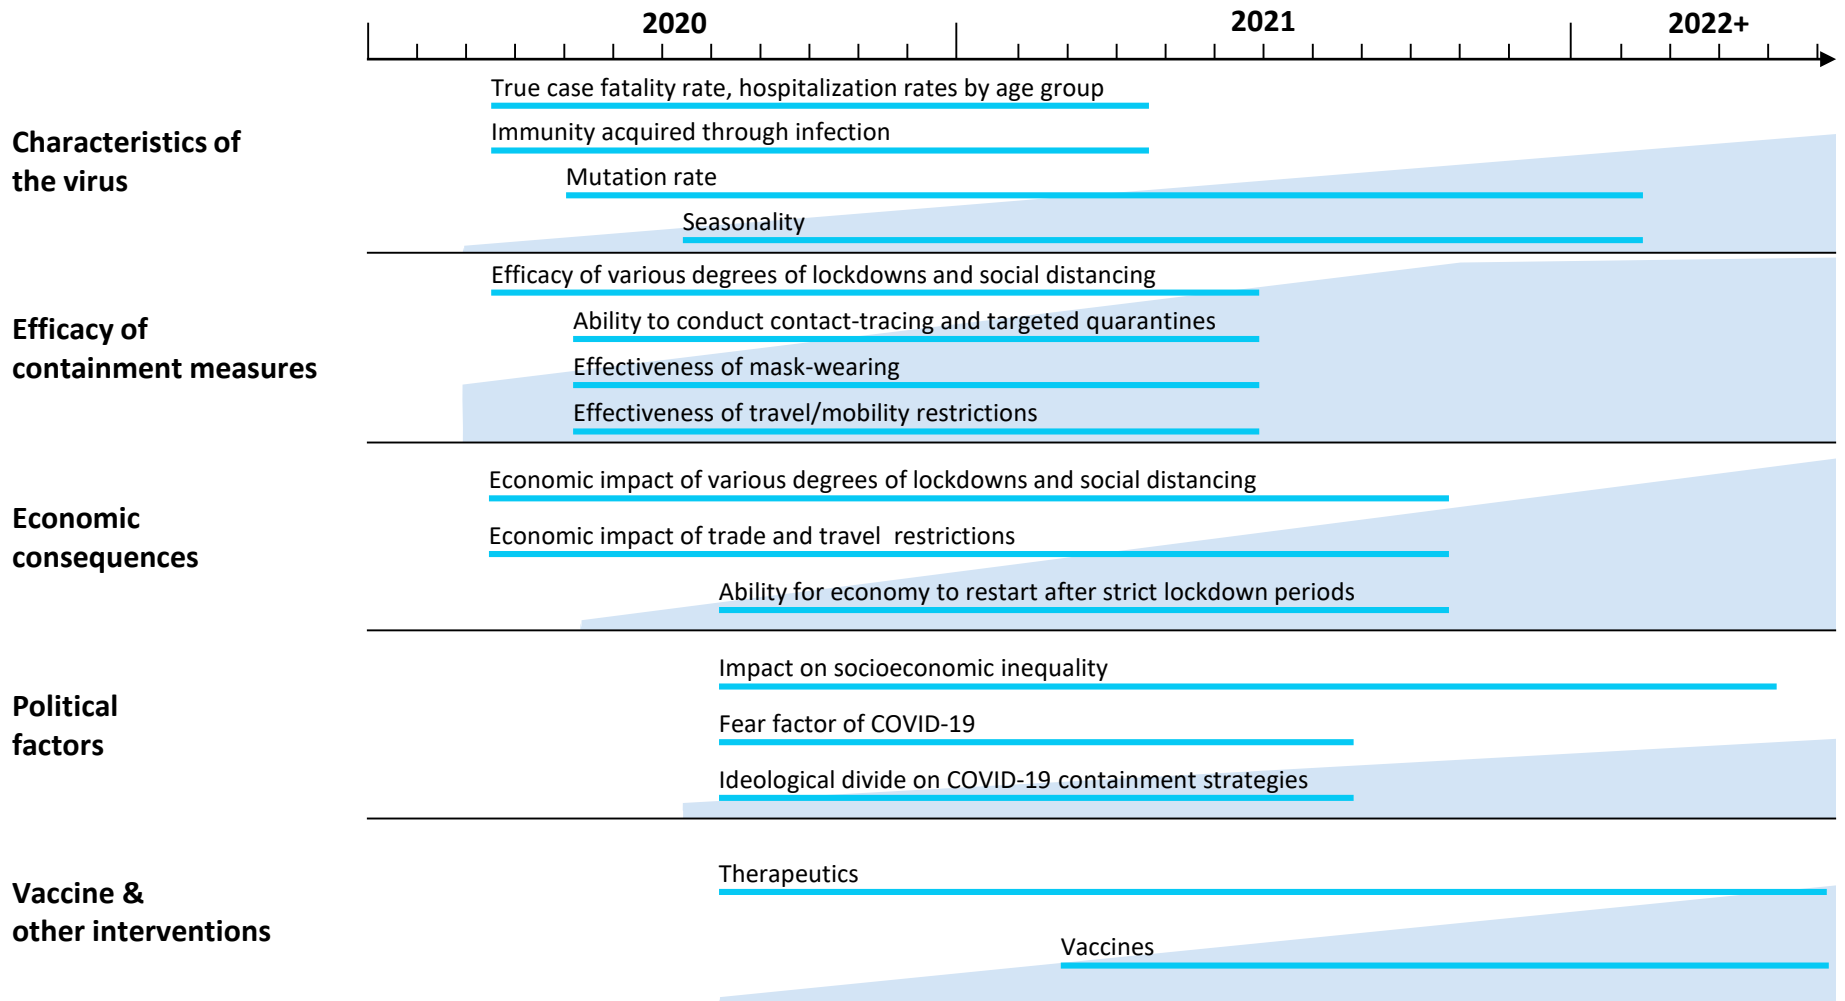 2020
2021
2022+
Characteristics of
the virus
True case fatality rate, hospitalization rates by age group
Immunity acquired through infection
Mutation rate
Seasonality
Efficacy of
containment measures
Efficacy of various degrees of lockdowns and social distancing
Ability to conduct contact-tracing and targeted quarantines
Effectiveness of mask-wearing
Effectiveness of travel/mobility restrictions
Economic
consequences
Economic impact of various degrees of lockdowns and social distancing
Economic impact of trade and travel restrictions
Ability for economy to restart after strict lockdown periods
Political
factors
Impact on socioeconomic inequality
Fear factor of COVID-19
Ideological divide on COVID-19 containment strategies
Vaccine &
other interventions
Therapeutics
Vaccines